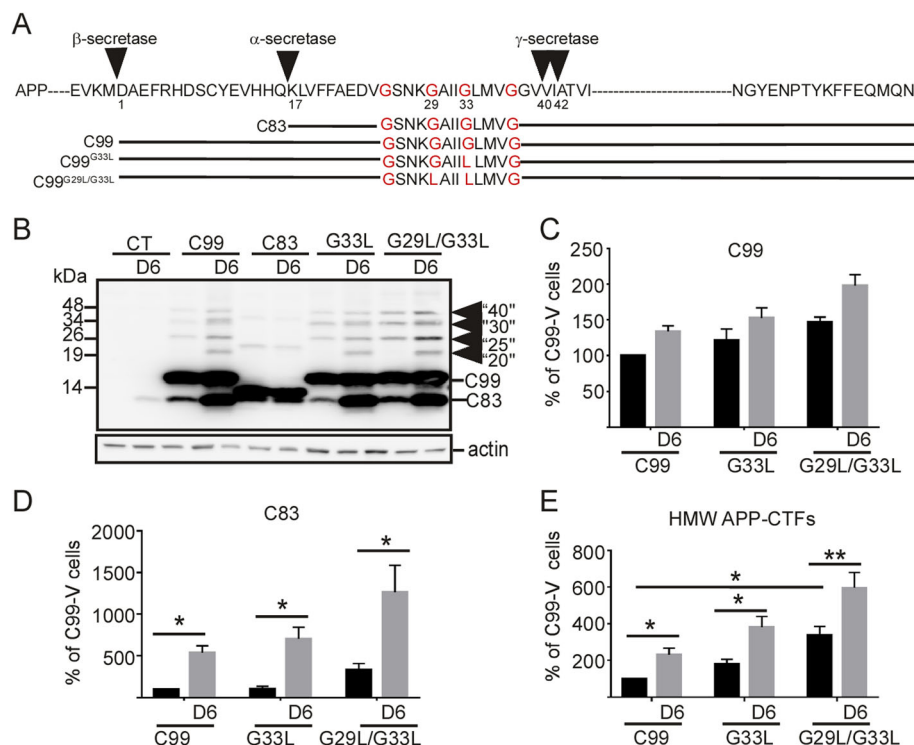 A
β-secretase α-secretase γ-secretase
APP----EVKMDAEFRHDSCYEVHHQKLVFFAEDVGSNKGAIIGLMVGGVVIATVI--------------------------NGYENPTYKFFEQMQN
1 17 29 33 40 42
C83 GSNKGAIIGLMVG
C99 GSNKGAIIGLMVG
C99G33L GSNKGAIILLMVG
C99G29L/G33L GSNKLAIILLMVG
B
CT C99 C83 G33L G29L/G33L
D6 D6 D6 D6 D6
kDa
48
34
26
19
14
"40"
"30"
"25"
"20"
C99
C83
actin
C
C99
% of C99-V cells
250
200
150
100
50
D6 D6 D6
C99 G33L G29L/G33L
D
C83
% of C99-V cells
2000
1500
1000
500
* * *
D6 D6 D6
C99 G33L G29L/G33L
E
HMW APP-CTFs
% of C99-V cells
800
600
400
200
* * * **
D6 D6 D6
C99 G33L G29L/G33L